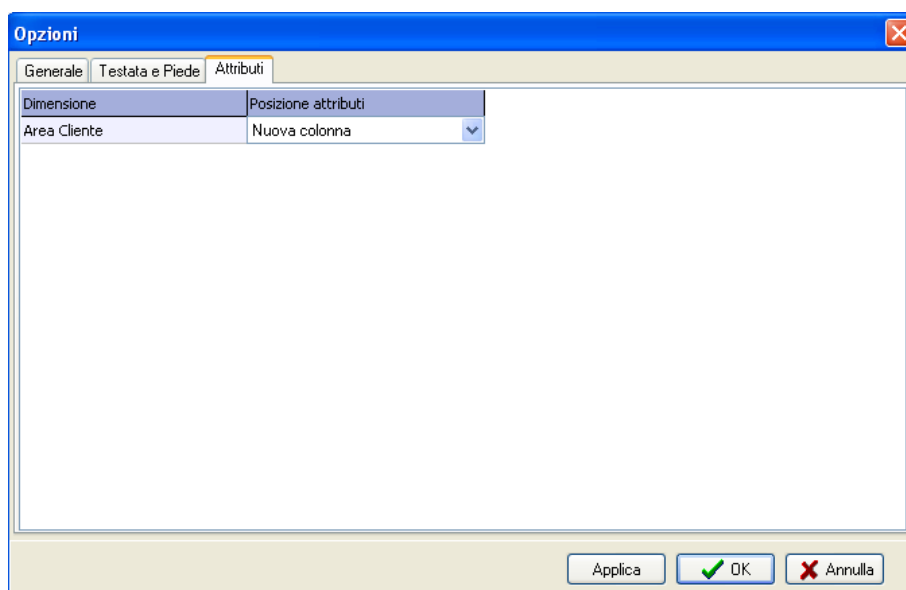 Opzioni
Generale Testata e Piede Attributi
Dimensione Posizione attributi
Area Cliente Nuova colonna
Applica OK Annulla